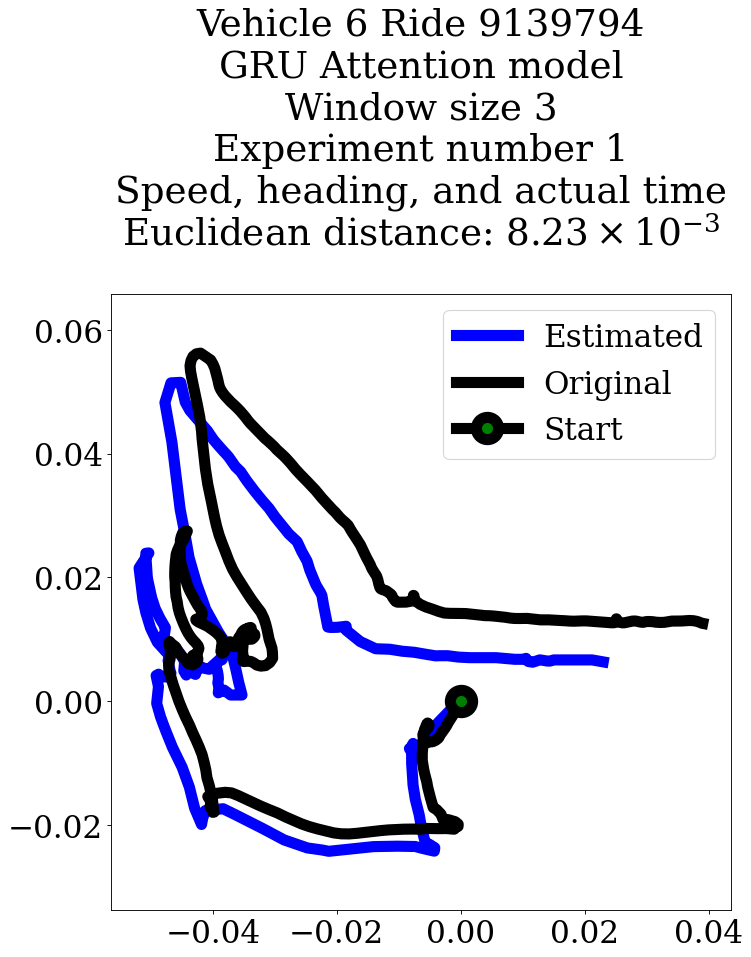 Vehicle 6 Ride 9139794
GRU Attention model
Window size 3
Experiment number 1
Speed, heading, and actual time
Euclidean distance: 8.23 × 10⁻³
Estimated
Original
Start
0.06
0.04
0.02
0.00
−0.02
−0.04
−0.02
0.00
0.02
0.04